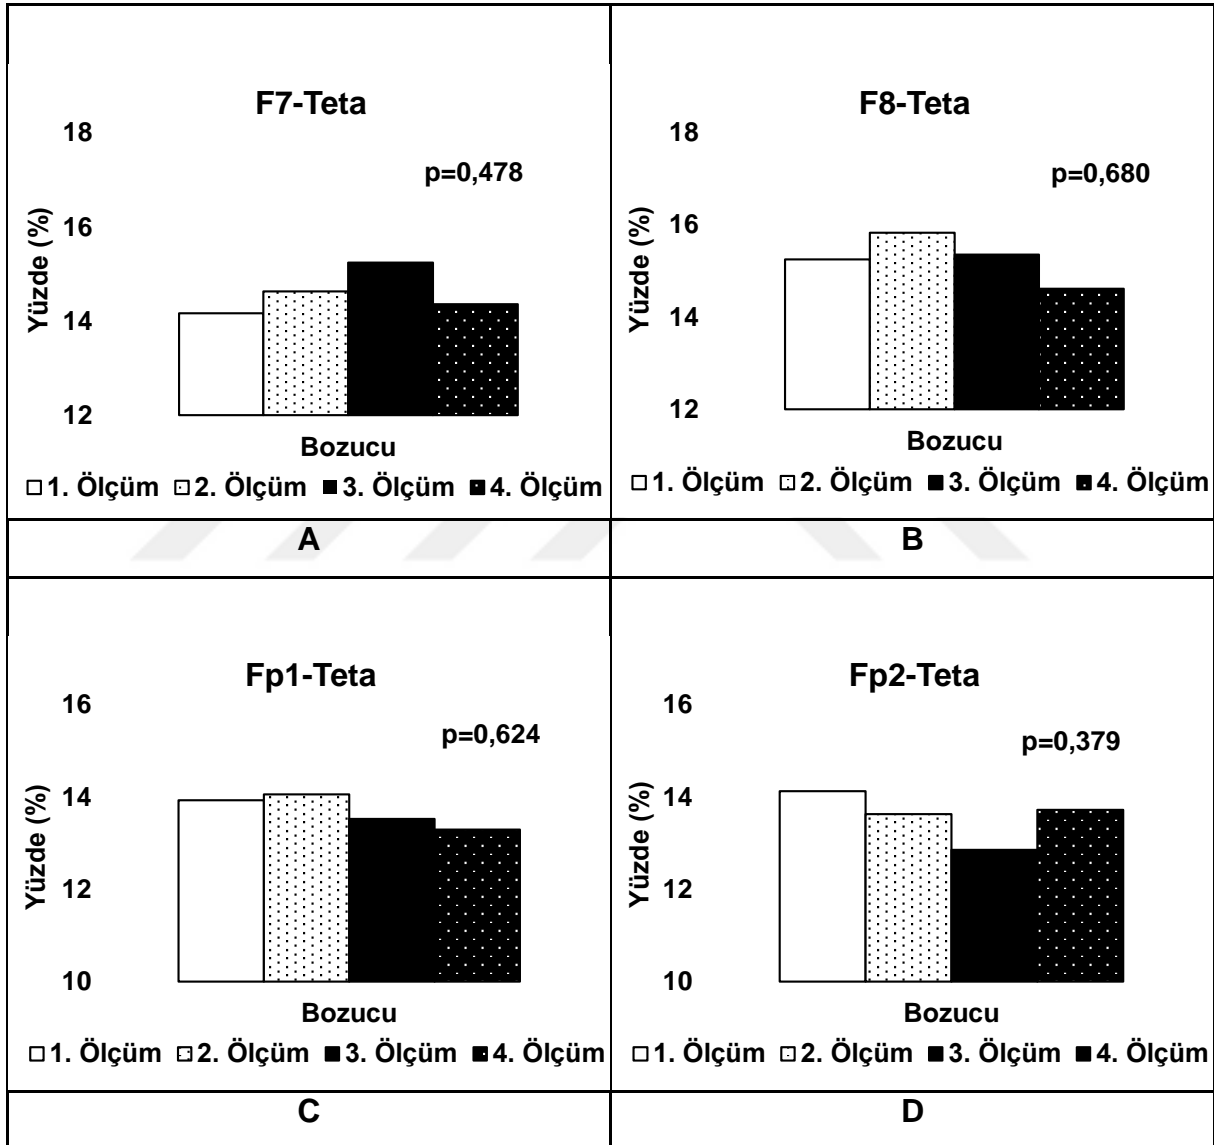 F7-Teta
18
p=0,478
16
Yüzde (%)
14
12
Bozucu
1. Ölçüm 2. Ölçüm 3. Ölçüm 4. Ölçüm
A
F8-Teta
18
p=0,680
16
Yüzde (%)
14
12
Bozucu
1. Ölçüm 2. Ölçüm 3. Ölçüm 4. Ölçüm
B
Fp1-Teta
16
p=0,624
14
Yüzde (%)
12
10
Bozucu
1. Ölçüm 2. Ölçüm 3. Ölçüm 4. Ölçüm
C
Fp2-Teta
16
p=0,379
14
Yüzde (%)
12
10
Bozucu
1. Ölçüm 2. Ölçüm 3. Ölçüm 4. Ölçüm
D